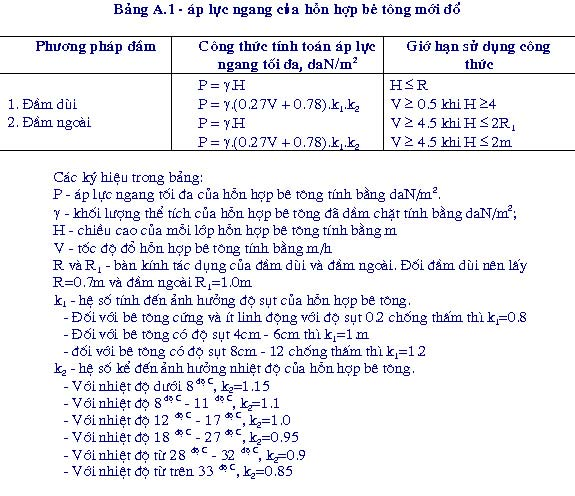 Bảng A.1 - áp lực ngang của hỗn hợp bê tông mới đổ
Phương pháp đầm
Công thức tính toán áp lực ngang tối đa, daN/m²
Giớ hạn sử dụng công thức
1. Đầm dùi
2. Đầm ngoài
P = γ.H
P = γ.(0.27V + 0.78).k₁.k₂
P = γ.H
P = γ.(0.27V + 0.78).k₁.k₂
H ≤ R
V ≥ 0.5 khi H ≥4
V ≥ 4.5 khi H ≤ 2R₁
V ≥ 4.5 khi H ≤ 2m
Các ký hiệu trong bảng:
P - áp lực ngang tối đa của hỗn hợp bê tông tính bằng daN/m².
γ - khối lượng thể tích của hỗn hợp bê tông đã đầm chặt tính bằng daN/m²;
H - chiều cao của mỗi lớp hỗn hợp bê tông tính bằng m
V - tốc độ đổ hỗn hợp bê tông tính bằng m/h
R và R₁ - bàn kính tác dụng của đầm dùi và đầm ngoài. Đối đầm dùi nên lấy
R=0.7m và đầm ngoài R₁=1.0m
k₁ - hệ số tính đến ảnh hưởng độ sụt của hỗn hợp bê tông.
- Đối với bê tông cứng và ít linh động với độ sụt 0.2 chống thấm thì k₁=0.8
- Đối với bê tông có độ sụt 4cm - 6cm thì k₁=1.m
- đối với bê tông có độ sụt 8cm - 12 chống thấm thì k₁=1.2
k₂ - hệ số kể đến ảnh hưởng nhiệt độ của hỗn hợp bê tông.
- Với nhiệt độ dưới 8 độ C, k₂=1.15
- Với nhiệt độ 8 độ C - 11 độ C, k₂=1.1
- Với nhiệt độ 12 độ C - 17 độ C, k₂=1.0
- Với nhiệt độ 18 độ C - 27 độ C, k₂=0.95
- Với nhiệt độ từ 28 độ C - 32 độ C, k₂=0.9
- Với nhiệt độ từ trên 33 độ C, k₂=0.85